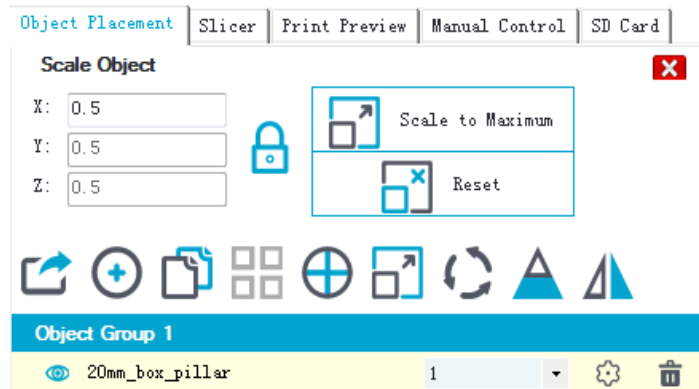 Object Placement Slicer Print Preview Manual Control SD Card
Scale Object
X: 0.5
Y: 0.5
Z: 0.5
Scale to Maximum
Reset
Object Group 1
20mm_box_pillar 1